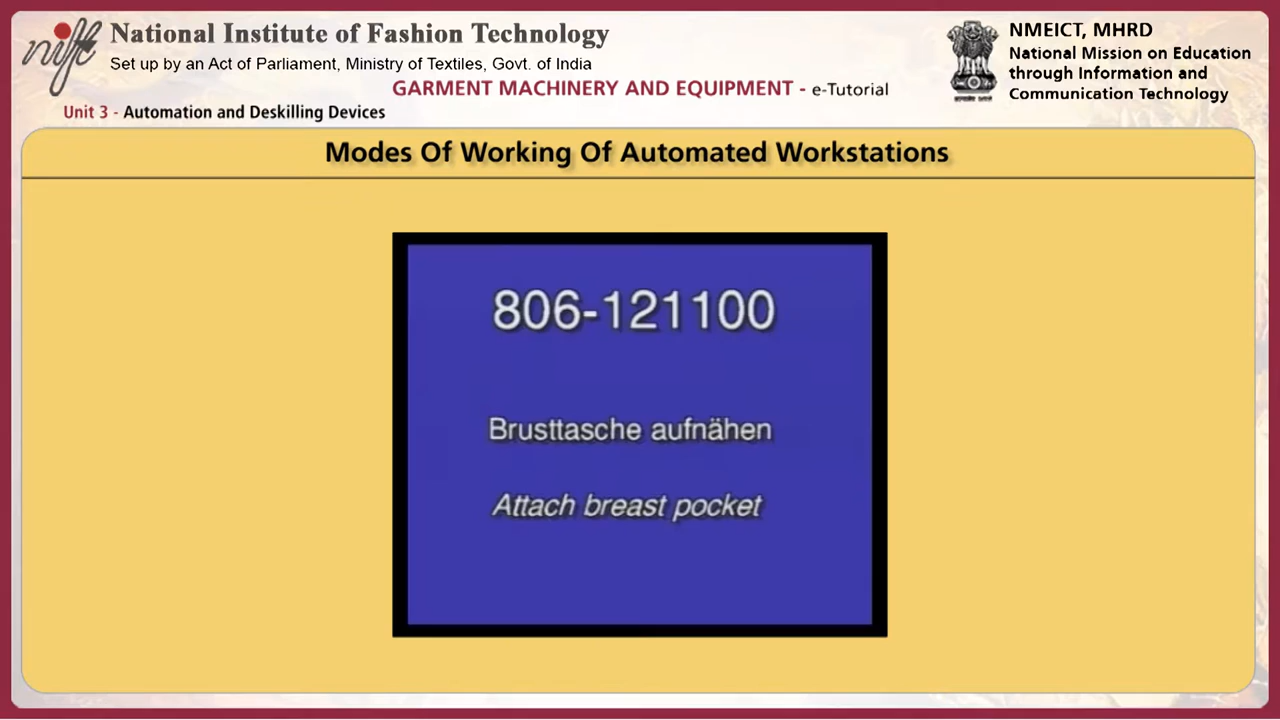 nift
National Institute of Fashion Technology
Set up by an Act of Parliament, Ministry of Textiles, Govt. of India
GARMENT MACHINERY AND EQUIPMENT - e-Tutorial
Unit 3 - Automation and Deskilling Devices
NMEICT, MHRD
National Mission on Education
through Information and
Communication Technology
Modes Of Working Of Automated Workstations
806-121100
Brusttasche aufnähen
Attach breast pocket